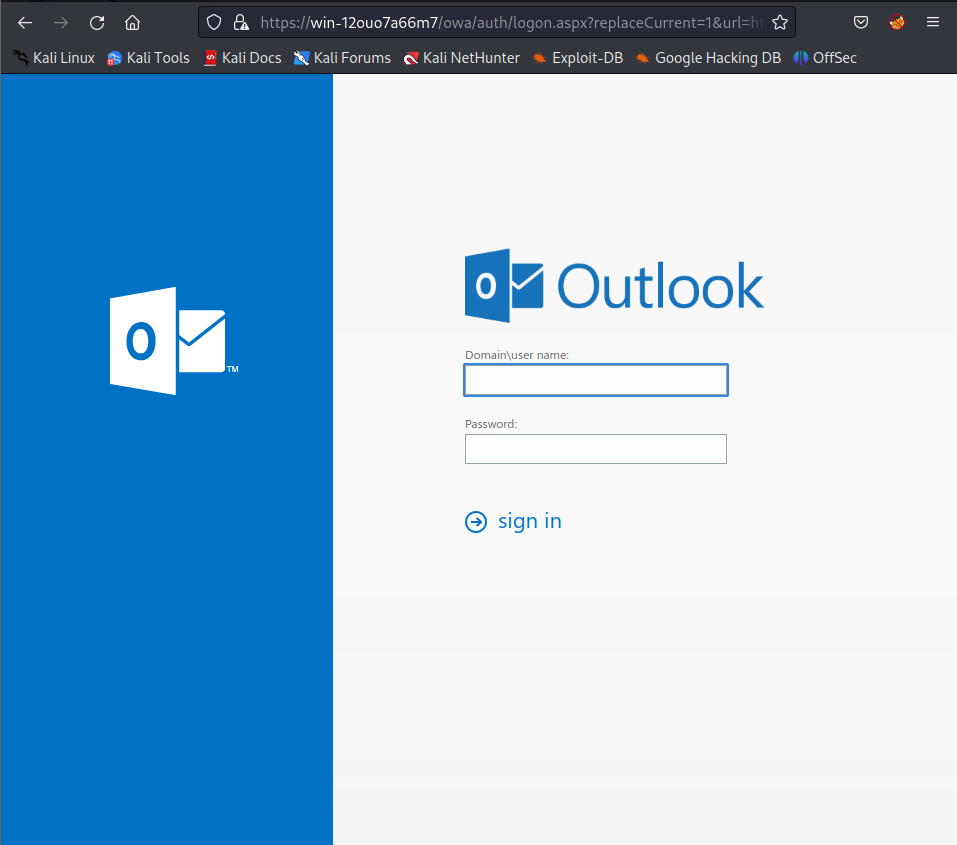 https://win-12ouo7a66m7/owa/auth/logon.aspx?replaceCurrent=1&url=ht
Kali Linux Kali Tools Kali Docs Kali Forums Kali NetHunter Exploit-DB Google Hacking DB OffSec
Outlook
TM
Domain\user name:
Password:
sign in